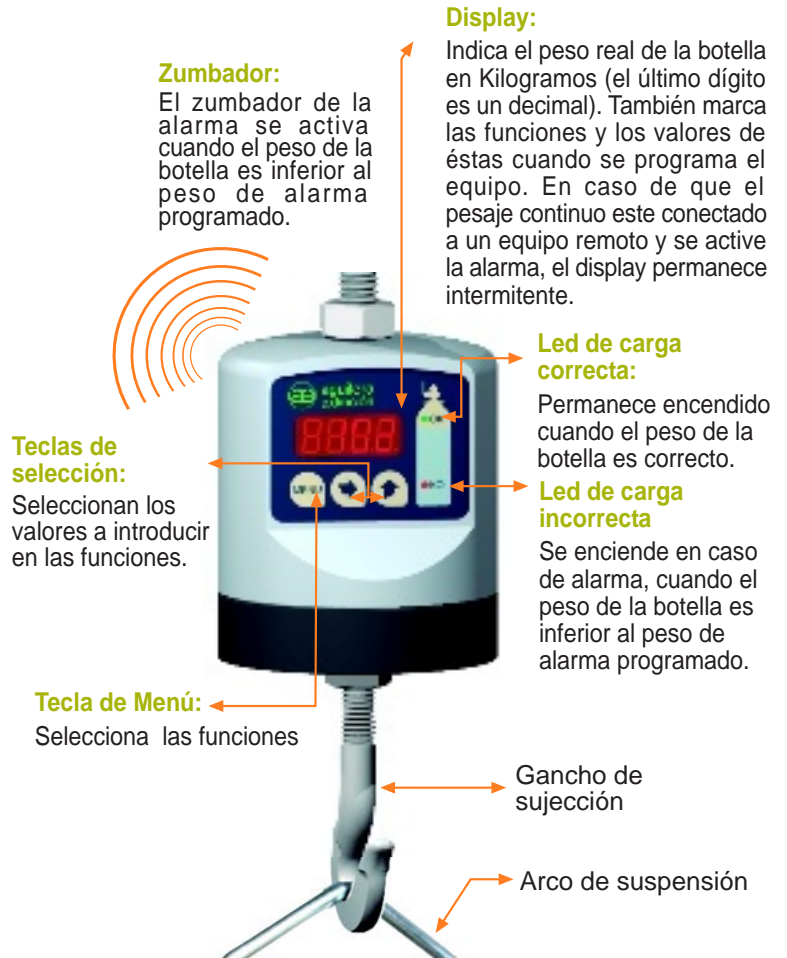 Display:
Indica el peso real de la botella
en Kilogramos (el último dígito
es un decimal). También marca
las funciones y los valores de
éstas cuando se programa el
equipo. En caso de que el
pesaje continuo este conectado
a un equipo remoto y se active
la alarma, el display permanece
intermitente.
Zumbador:
El zumbador de la
alarma se activa
cuando el peso de la
botella es inferior al
peso de alarma
programado.
Led de carga
correcta:
Permanece encendido
cuando el peso de la
botella es correcto.
Led de carga
incorrecta
Se enciende en caso
de alarma, cuando el
peso de la botella es
inferior al peso de
alarma programado.
Teclas de
selección:
Seleccionan los
valores a introducir
en las funciones.
MENU
Tecla de Menú:
Selecciona las funciones
Gancho de
sujección
Arco de suspensión